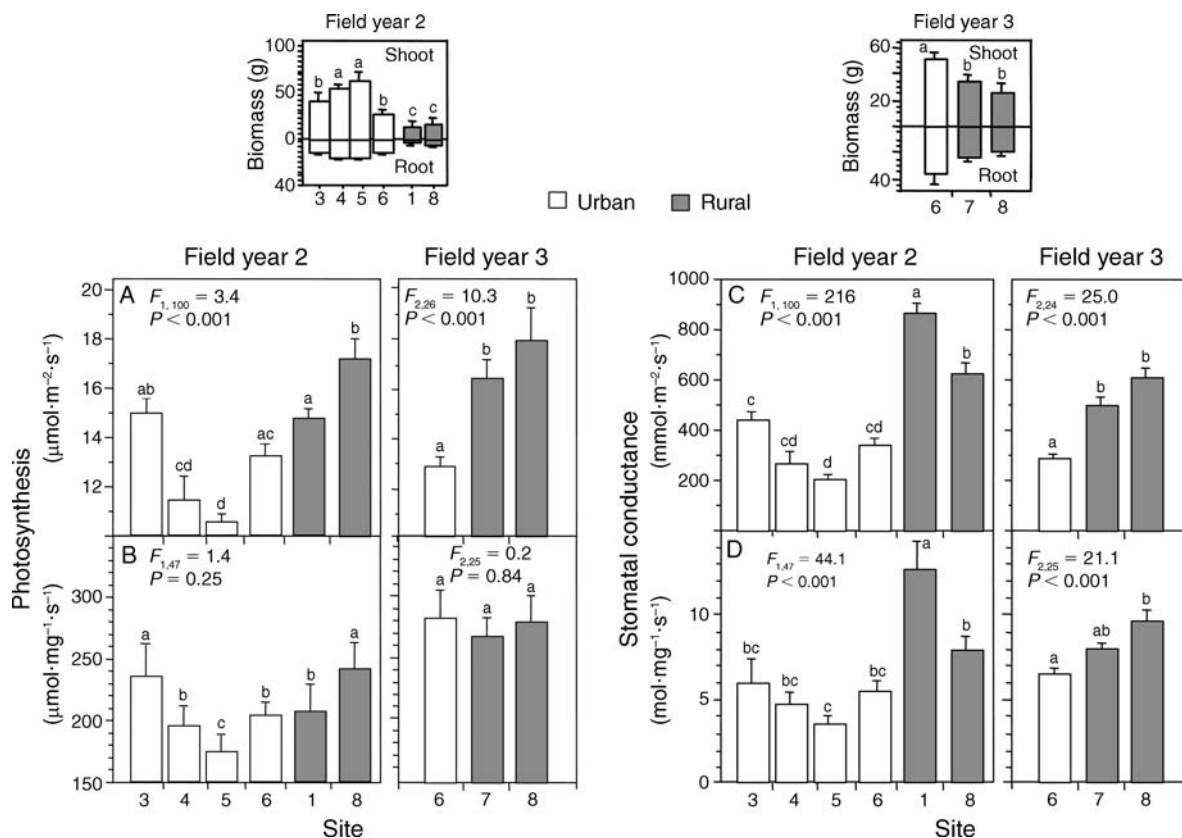 Field year 2
Field year 3
Biomass (g)
100
50
0
40
Shoot
Root
b a a b c c
3 4 5 6 1 8
Biomass (g)
60
20
20
40
Shoot
Root
a b b
6 7 8
Urban Rural
Field year 2 Field year 3 Field year 2 Field year 3
A
F1, 100 = 3.4
P < 0.001
20
18
16
14
12
(μmol·m−2·s−1)
ab cd d ac a b
F2,26 = 10.3
P < 0.001
a b b
C
F1, 100 = 216
P < 0.001
1000
800
600
400
200
(mmol·m−2·s−1)
c cd d cd a b
F2,24 = 25.0
P < 0.001
a b b
Photosynthesis
Stomatal conductance
B
F1,47 = 1.4
P = 0.25
300
250
200
150
(μmol·mg−1·s−1)
a b c b b a
F2,25 = 0.2
P = 0.84
a a a
D
F1,47 = 44.1
P < 0.001
10
5
0
(mol·mg−1·s−1)
bc bc c bc a b
F2,25 = 21.1
P < 0.001
a ab b
3 4 5 6 1 8 6 7 8
3 4 5 6 1 8 6 7 8
Site
Site